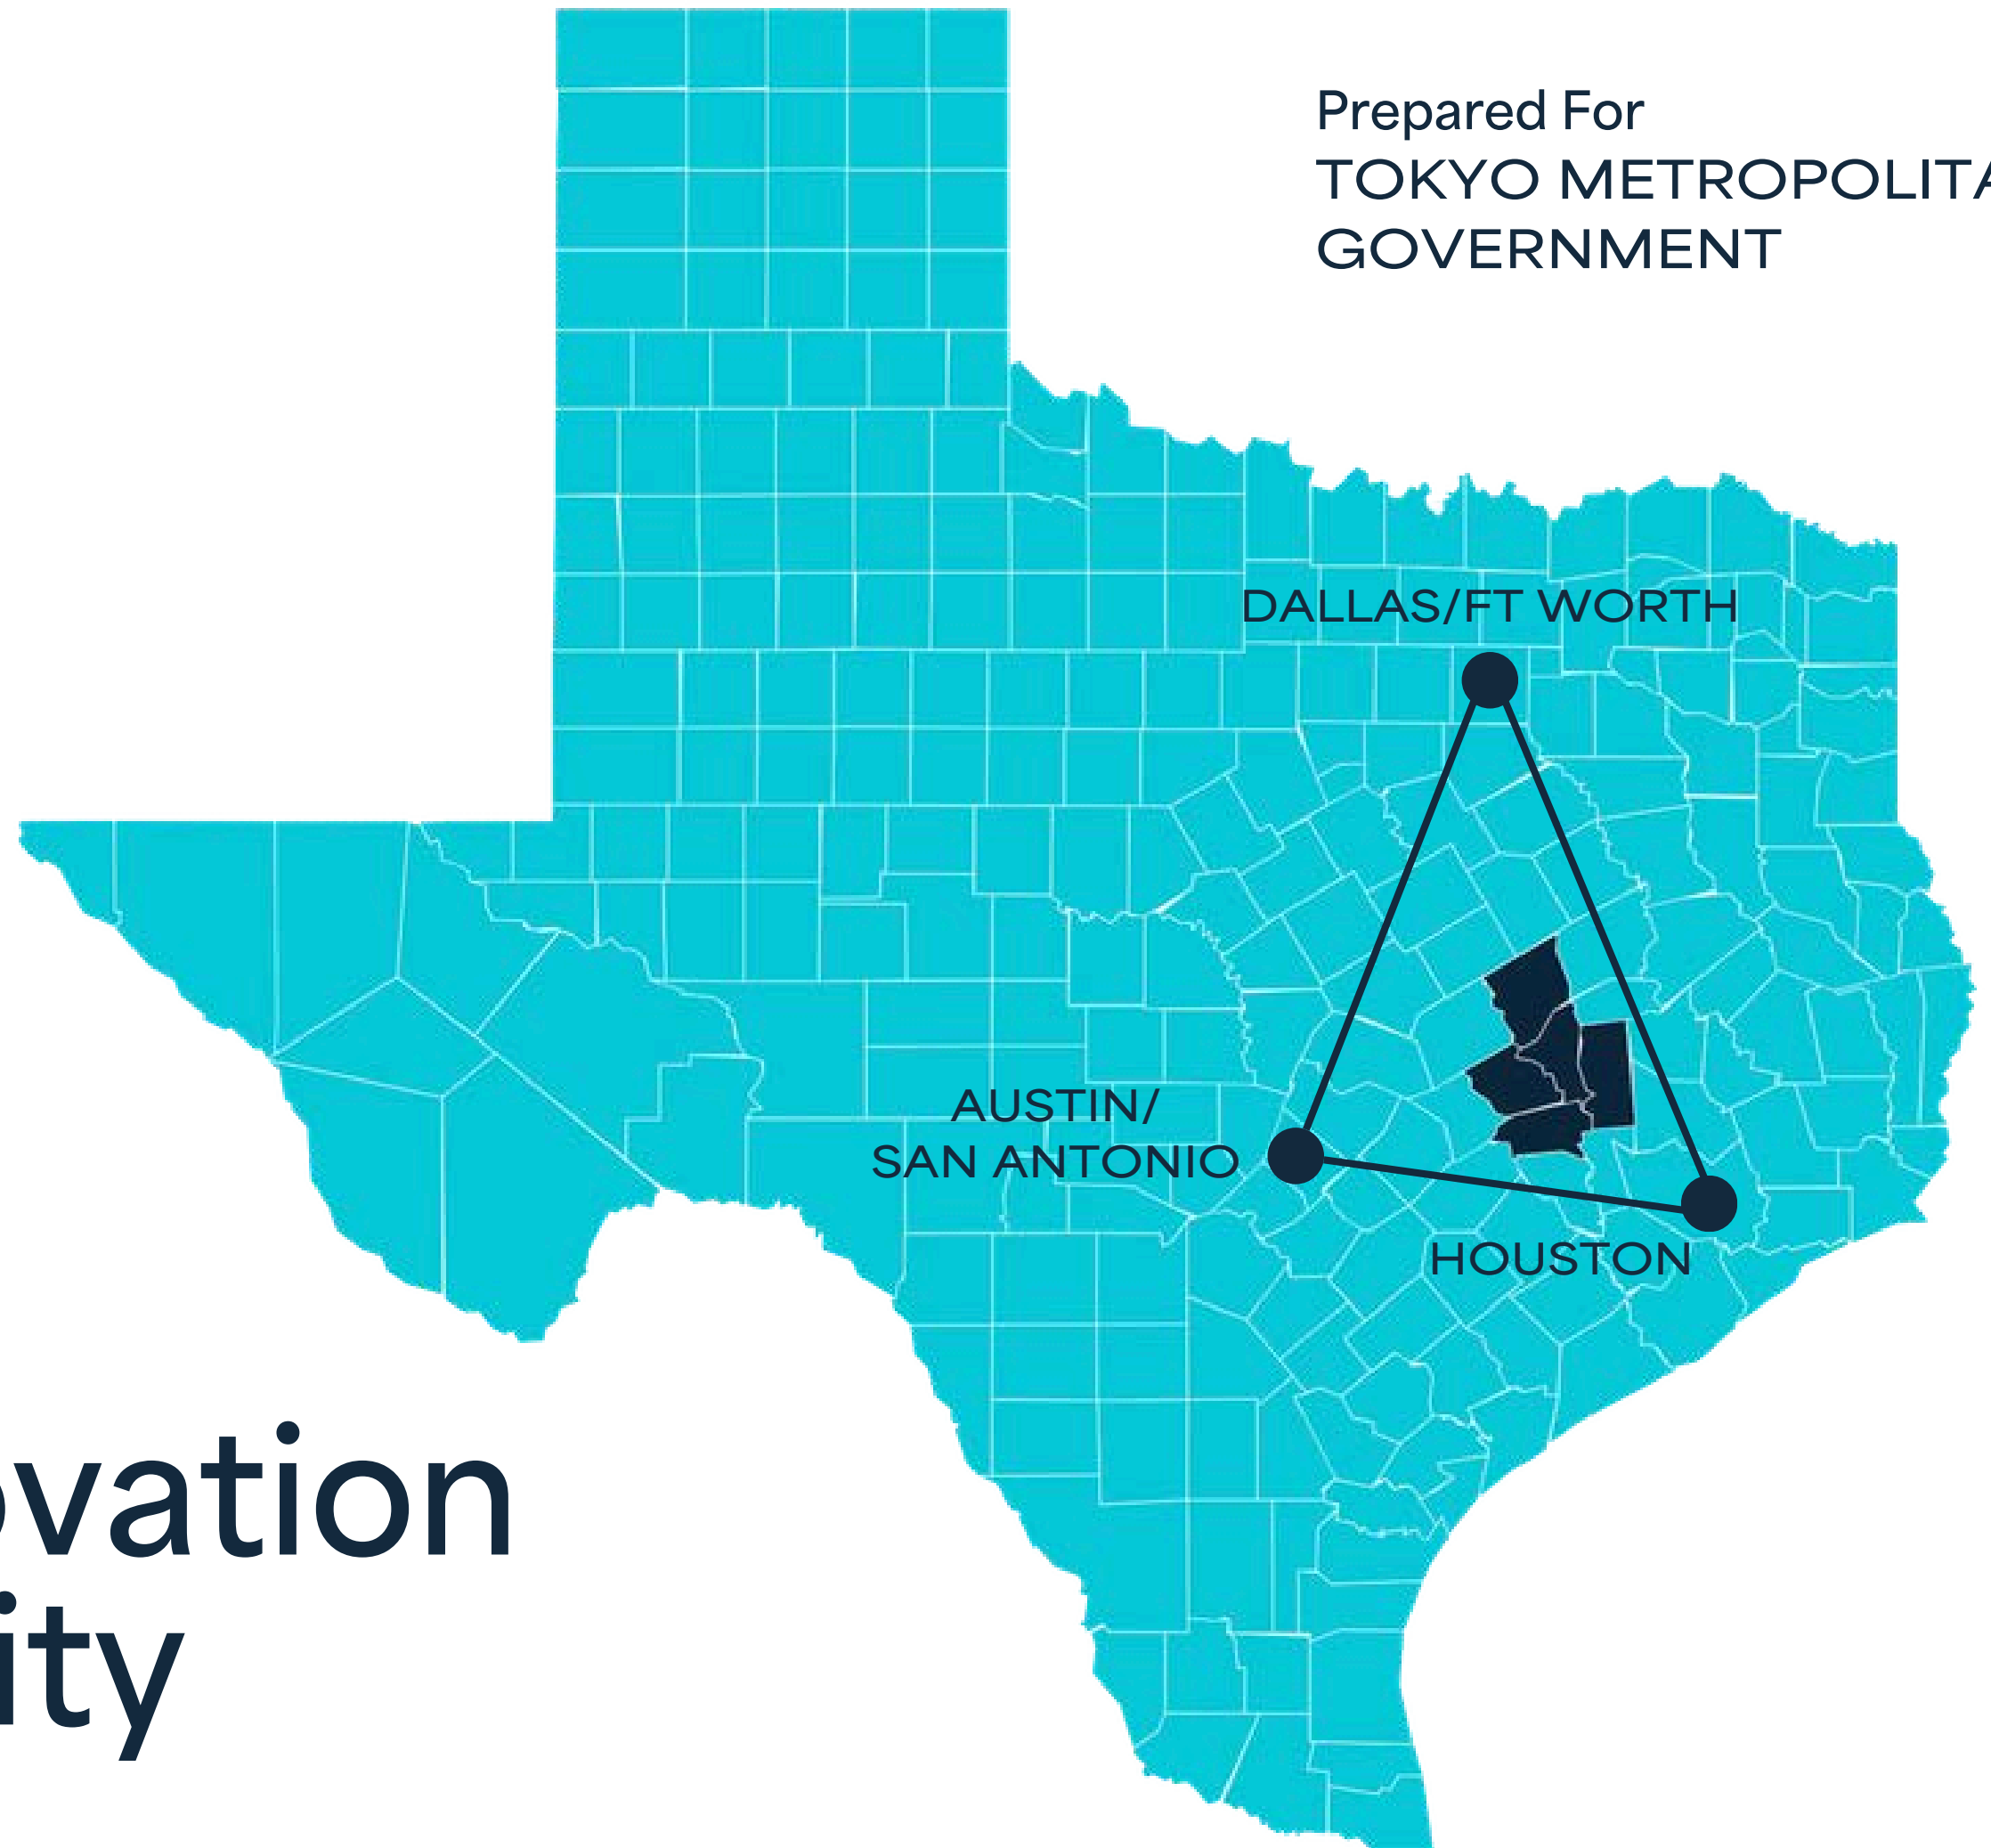 Prepared For
TOKYO METROPOLITA
GOVERNMENT
DALLAS/FT WORTH
AUSTIN/
SAN ANTONIO
HOUSTON
ovation
ity